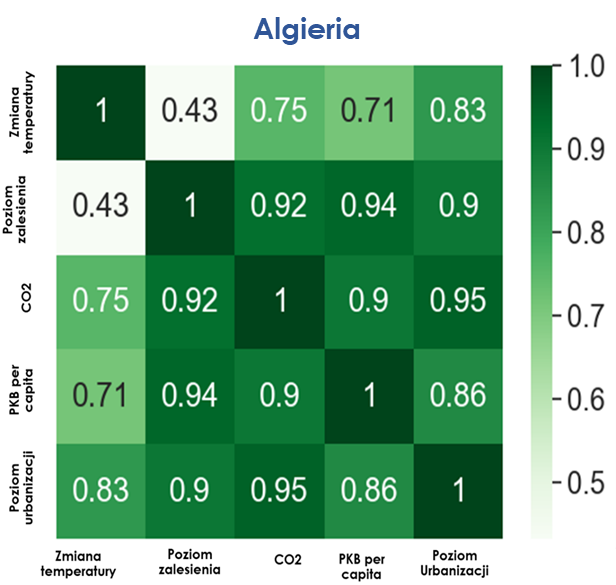 Algieria
Zmiana
temperatury
1
0.43
0.75
0.71
0.83
Poziom
zalesienia
0.43
1
0.92
0.94
0.9
CO2
0.75
0.92
1
0.9
0.95
PKB per
capita
0.71
0.94
0.9
1
0.86
Poziom
urbanizacji
0.83
0.9
0.95
0.86
1
Zmiana
temperatury
Poziom
zalesienia
CO2
PKB per
capita
Poziom
Urbanizacji
1.0
0.9
0.8
0.7
0.6
0.5